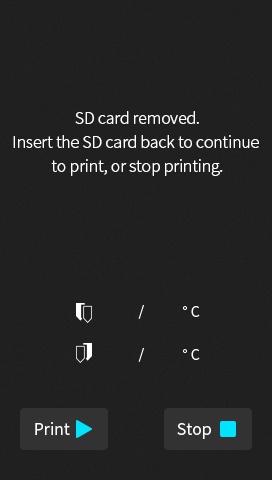 SD card removed.
Insert the SD card back to continue
to print, or stop printing.
/ °C
/ °C
Print
Stop